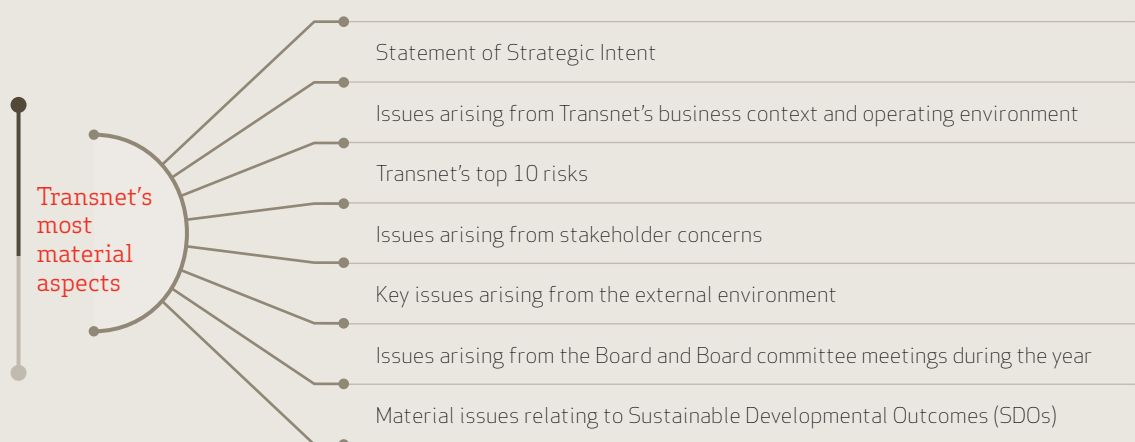 Transnet's
most
material
aspects
Statement of Strategic Intent
Issues arising from Transnet's business context and operating environment
Transnet's top 10 risks
Issues arising from stakeholder concerns
Key issues arising from the external environment
Issues arising from the Board and Board committee meetings during the year
Material issues relating to Sustainable Developmental Outcomes (SDOs)